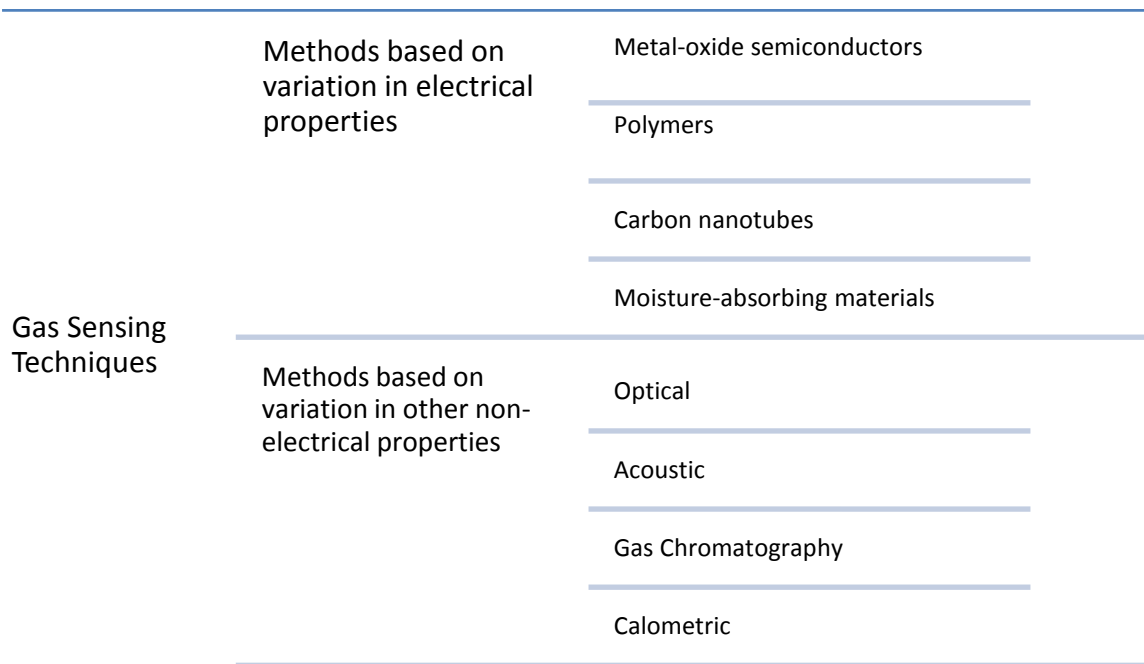 Gas Sensing
Techniques
Methods based on
variation in electrical
properties
Metal-oxide semiconductors
Polymers
Carbon nanotubes
Moisture-absorbing materials
Methods based on
variation in other non-
electrical properties
Optical
Acoustic
Gas Chromatography
Calometric